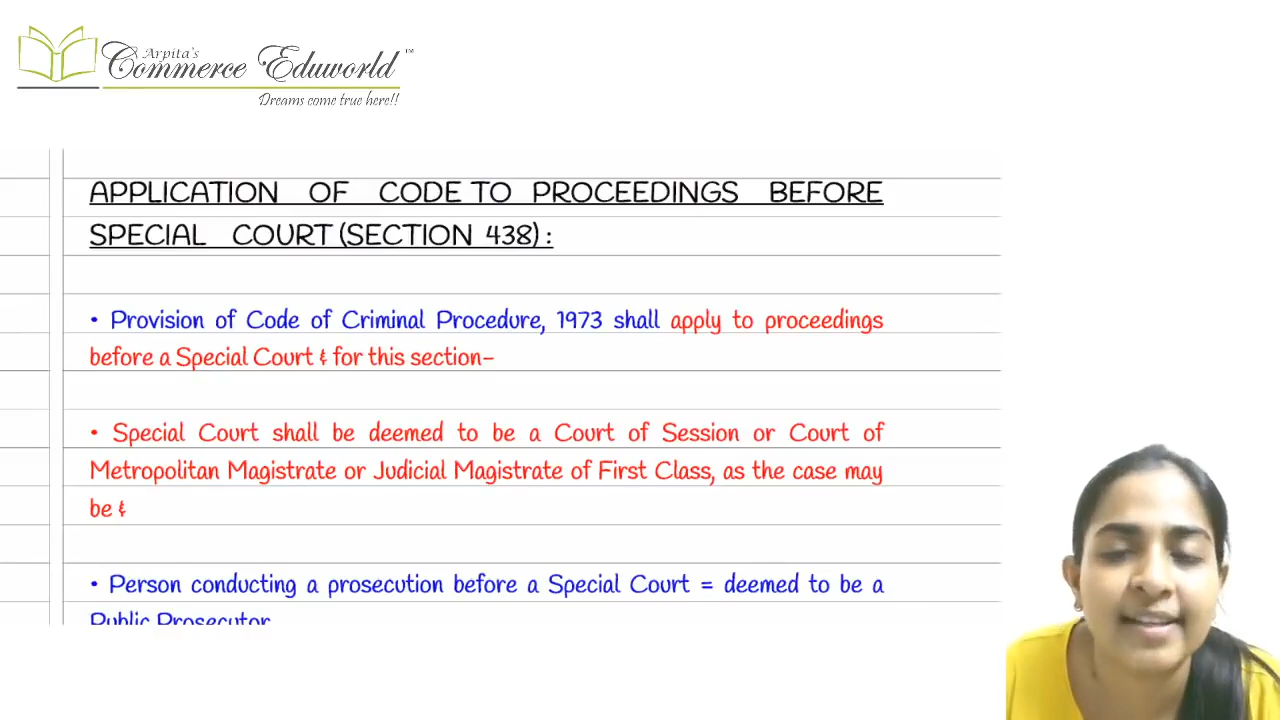 Arpita's
Commerce Eduworld™
Dreams come true here!!
APPLICATION OF CODE TO PROCEEDINGS BEFORE
SPECIAL COURT (SECTION 438) :
• Provision of Code of Criminal Procedure, 1973 shall apply to proceedings
before a Special Court & for this section-
• Special Court shall be deemed to be a Court of Session or Court of
Metropolitan Magistrate or Judicial Magistrate of First Class, as the case may
be &
• Person conducting a prosecution before a Special Court = deemed to be a
Public Prosecutor